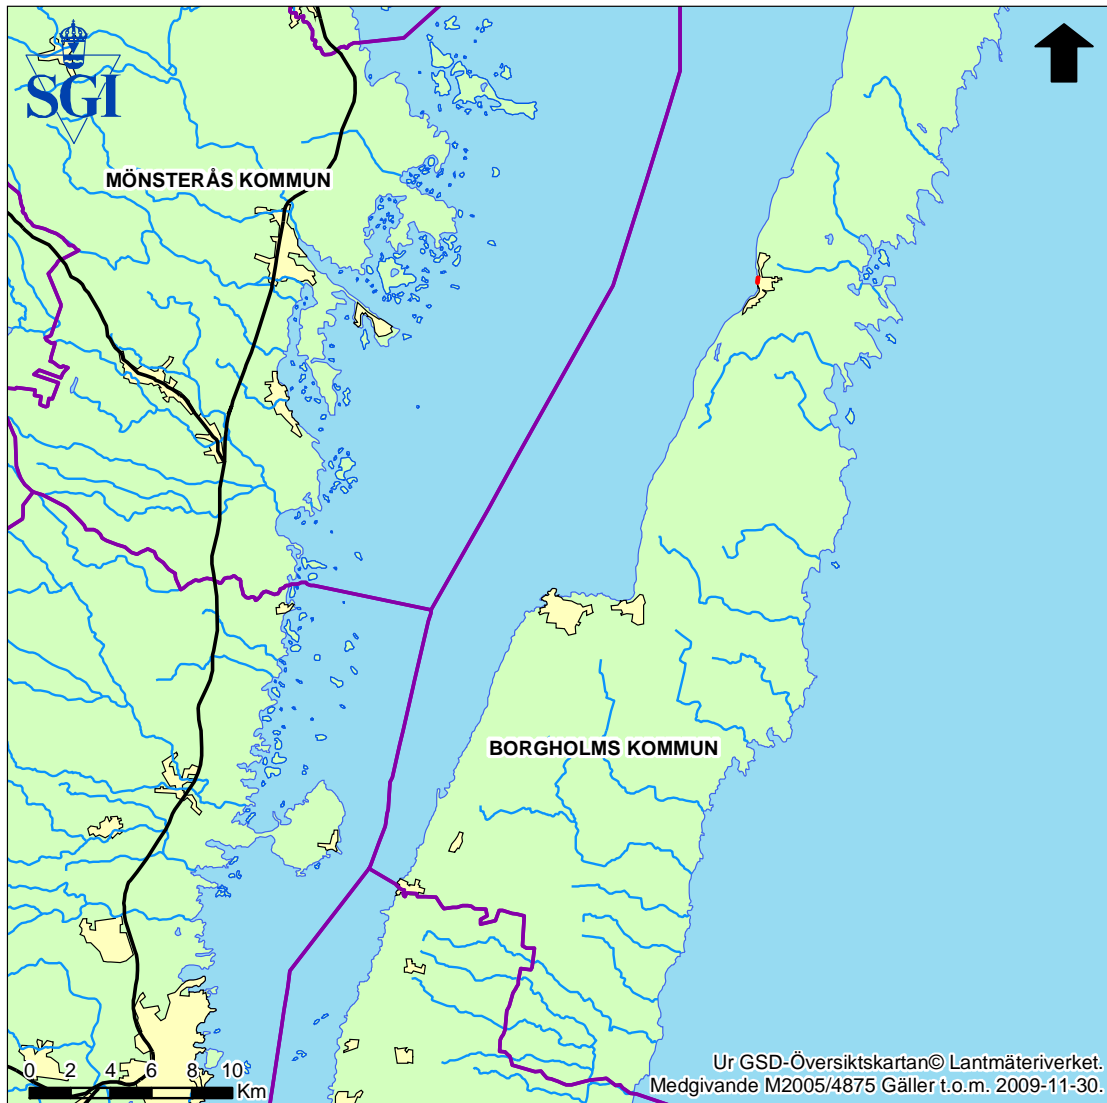 SGI
MÖNSTERÅS KOMMUN
BORGHOLMS KOMMUN
0 2 4 6 8 10
Km
Ur GSD-Översiktskartan© Lantmäteriverket.
Medgivande M2005/4875 Gäller t.o.m. 2009-11-30.